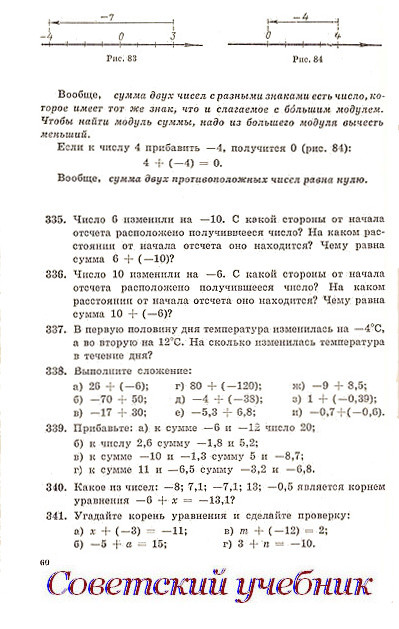 −7
−4 0 3
Рис. 83
−4
0 4
Рис. 84
Вообще, сумма двух чисел с разными знаками есть число, ко-
торое имеет тот же знак, что и слагаемое с бо́льшим модулем.
Чтобы найти модуль суммы, надо из большего модуля вычесть
меньший.
Если к числу 4 прибавить −4, получится 0 (рис. 84):
4 + (−4) = 0.
Вообще, сумма двух противоположных чисел равна нулю.
335. Число 6 изменили на −10. С какой стороны от начала
отсчета расположено получившееся число? На каком рас-
стоянии от начала отсчета оно находится? Чему равна
сумма 6 + (−10)?
336. Число 10 изменили на −6. С какой стороны от начала
отсчета расположено получившееся число? На каком
расстоянии от начала отсчета оно находится? Чему равна
сумма 10 + (−6)?
337. В первую половину дня температура изменилась на −4°С,
а во вторую на 12°С. На сколько изменилась температура
в течение дня?
338. Выполните сложение:
а) 26 + (−6); г) 80 + (−120); ж) −9 + 8,5;
б) −70 + 50; д) −4 + (−38); з) 1 + (−0,39);
в) −17 + 30; е) −5,3 + 6,8; и) −0,7+(−0,6).
339. Прибавьте: а) к сумме −6 и −12 число 20;
б) к числу 2,6 сумму −1,8 и 5,2;
в) к сумме −10 и −1,3 сумму 5 и −8,7;
г) к сумме 11 и −6,5 сумму −3,2 и −6,8.
340. Какое из чисел: −8; 7,1; −7,1; 13; −0,5 является корнем
уравнения −6 + x = −13,1?
341. Угадайте корень уравнения и сделайте проверку:
а) x + (−3) = −11; в) m + (−12) = 2;
б) −5 + a = 15; г) 3 + n = −10.
60
Советский учебник